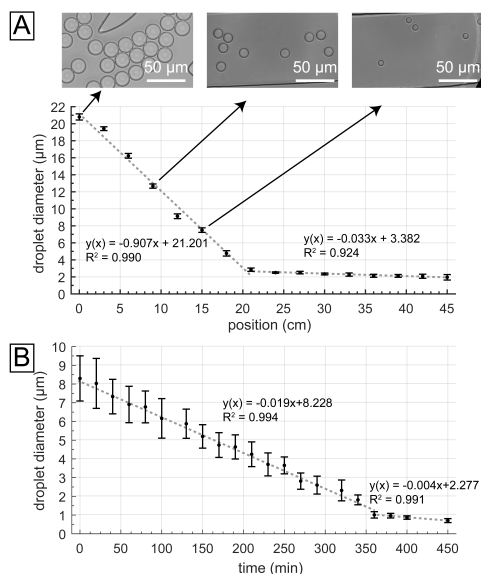 A
50 µm
50 µm
50 µm
22
20
18
16
14
12
10
8
6
4
2
0
droplet diameter (µm)
y(x) = -0.907x + 21.201
R² = 0.990
y(x) = -0.033x + 3.382
R² = 0.924
0 5 10 15 20 25 30 35 40 45
position (cm)
B
10
9
8
7
6
5
4
3
2
1
0
droplet diameter (µm)
y(x) = -0.019x+8.228
R² = 0.994
y(x) = -0.004x+2.277
R² = 0.991
0 50 100 150 200 250 300 350 400 450
time (min)